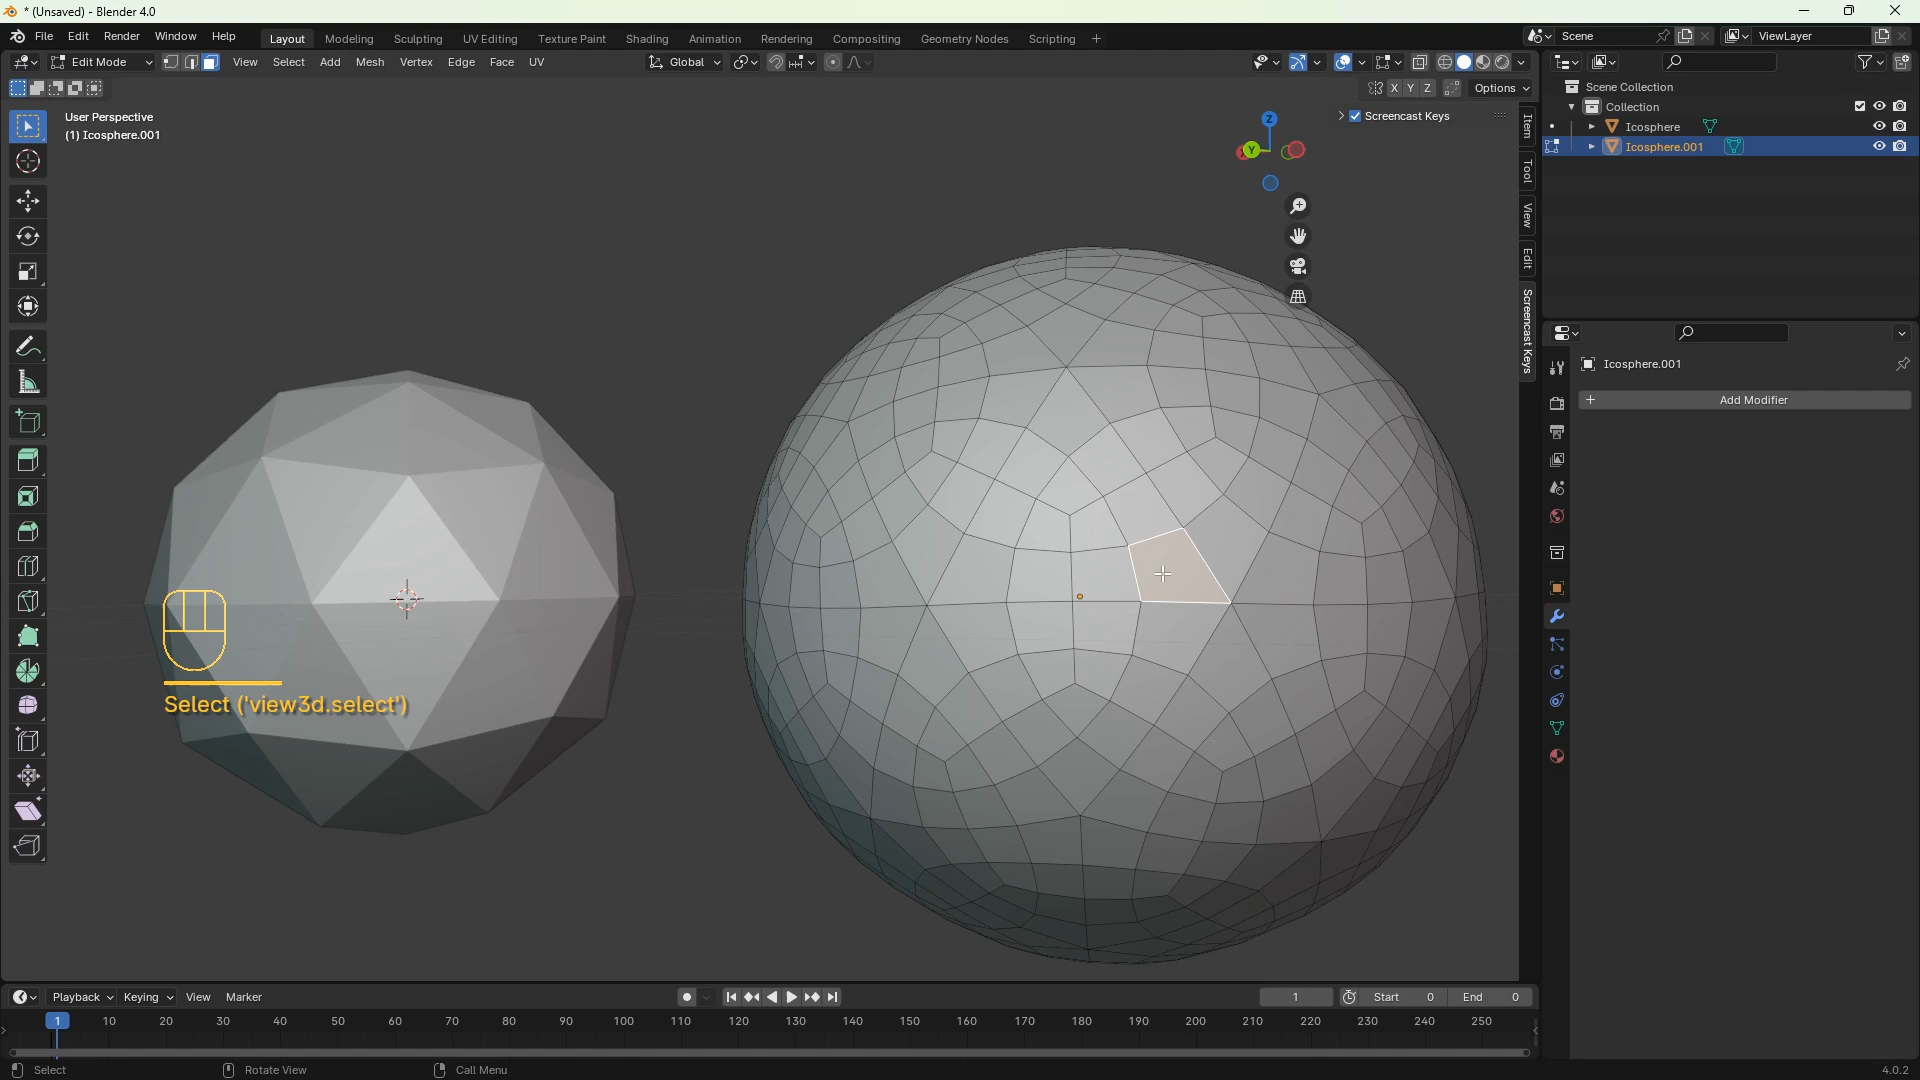 * (Unsaved) - Blender 4.0
File Edit Render Window Help Layout Modeling Sculpting UV Editing Texture Paint Shading Animation Rendering Compositing Geometry Nodes Scripting + Scene ViewLayer
Edit Mode View Select Add Mesh Vertex Edge Face UV Global
X Y Z Options
User Perspective
(1) Icosphere.001
Z
X
Y
Screencast Keys
Item
Tool
View
Edit
Screencast Keys
Scene Collection
Collection
Icosphere
Icosphere.001
Icosphere.001
+ Add Modifier
Select ('view3d.select')
Playback Keying View Marker 1 Start 0 End 0
1 10 20 30 40 50 60 70 80 90 100 110 120 130 140 150 160 170 180 190 200 210 220 230 240 250
Select Rotate View Call Menu 4.0.2